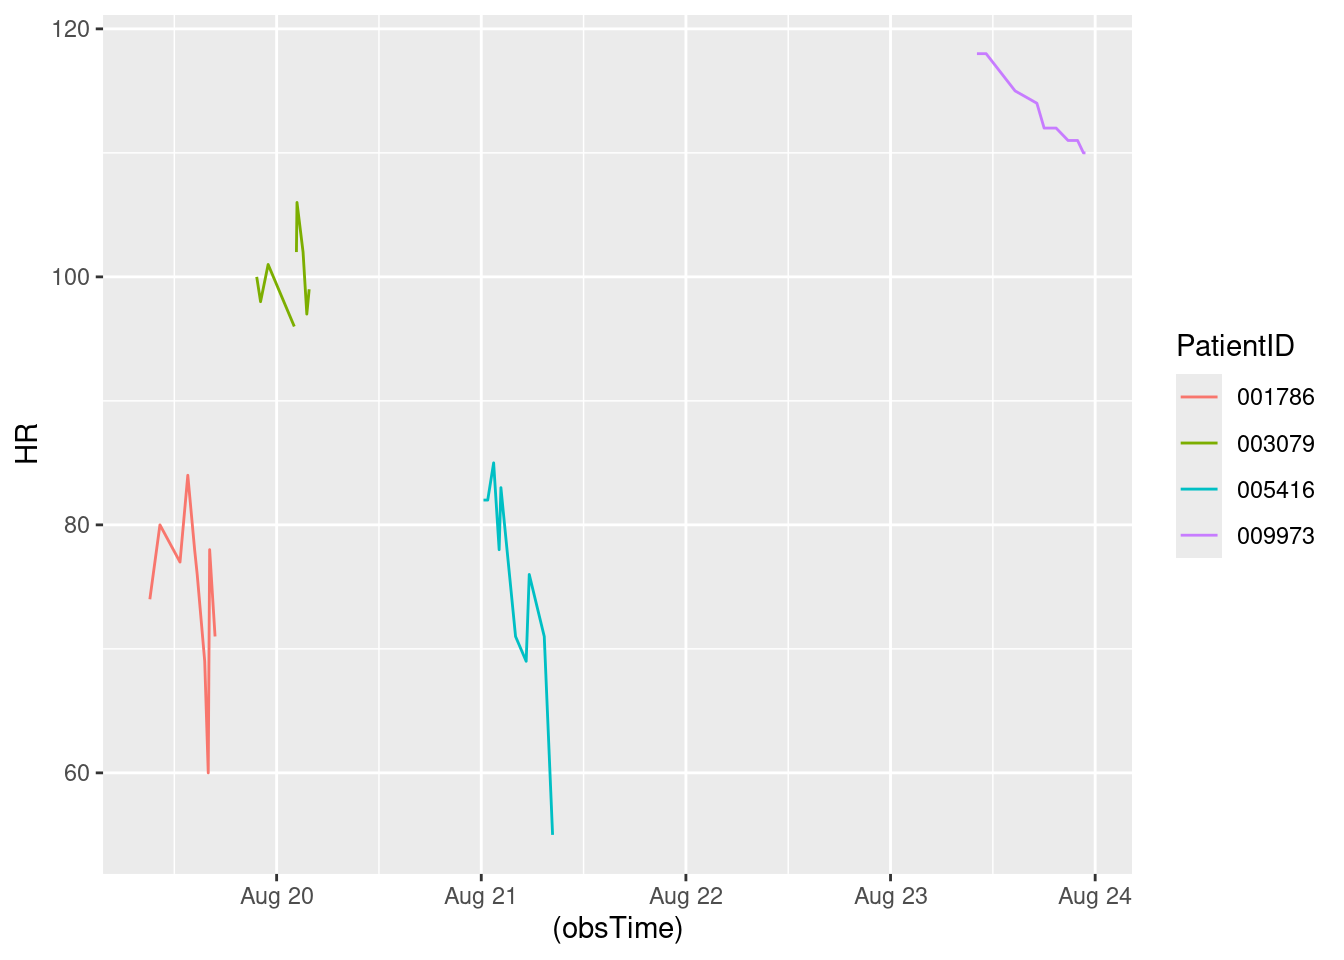 120
100
80
60
HR
Aug 20
Aug 21
Aug 22
Aug 23
Aug 24
(obsTime)
PatientID
001786
003079
005416
009973